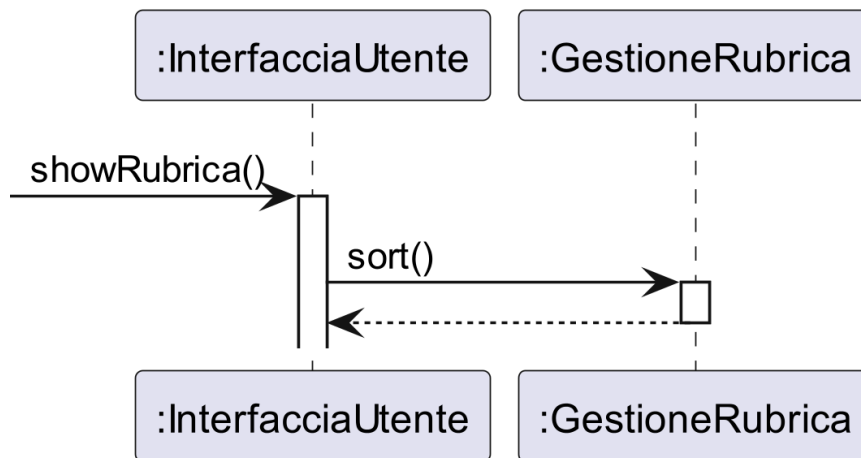 :InterfacciaUtente
:GestioneRubrica
showRubrica()
sort()
:InterfacciaUtente
:GestioneRubrica